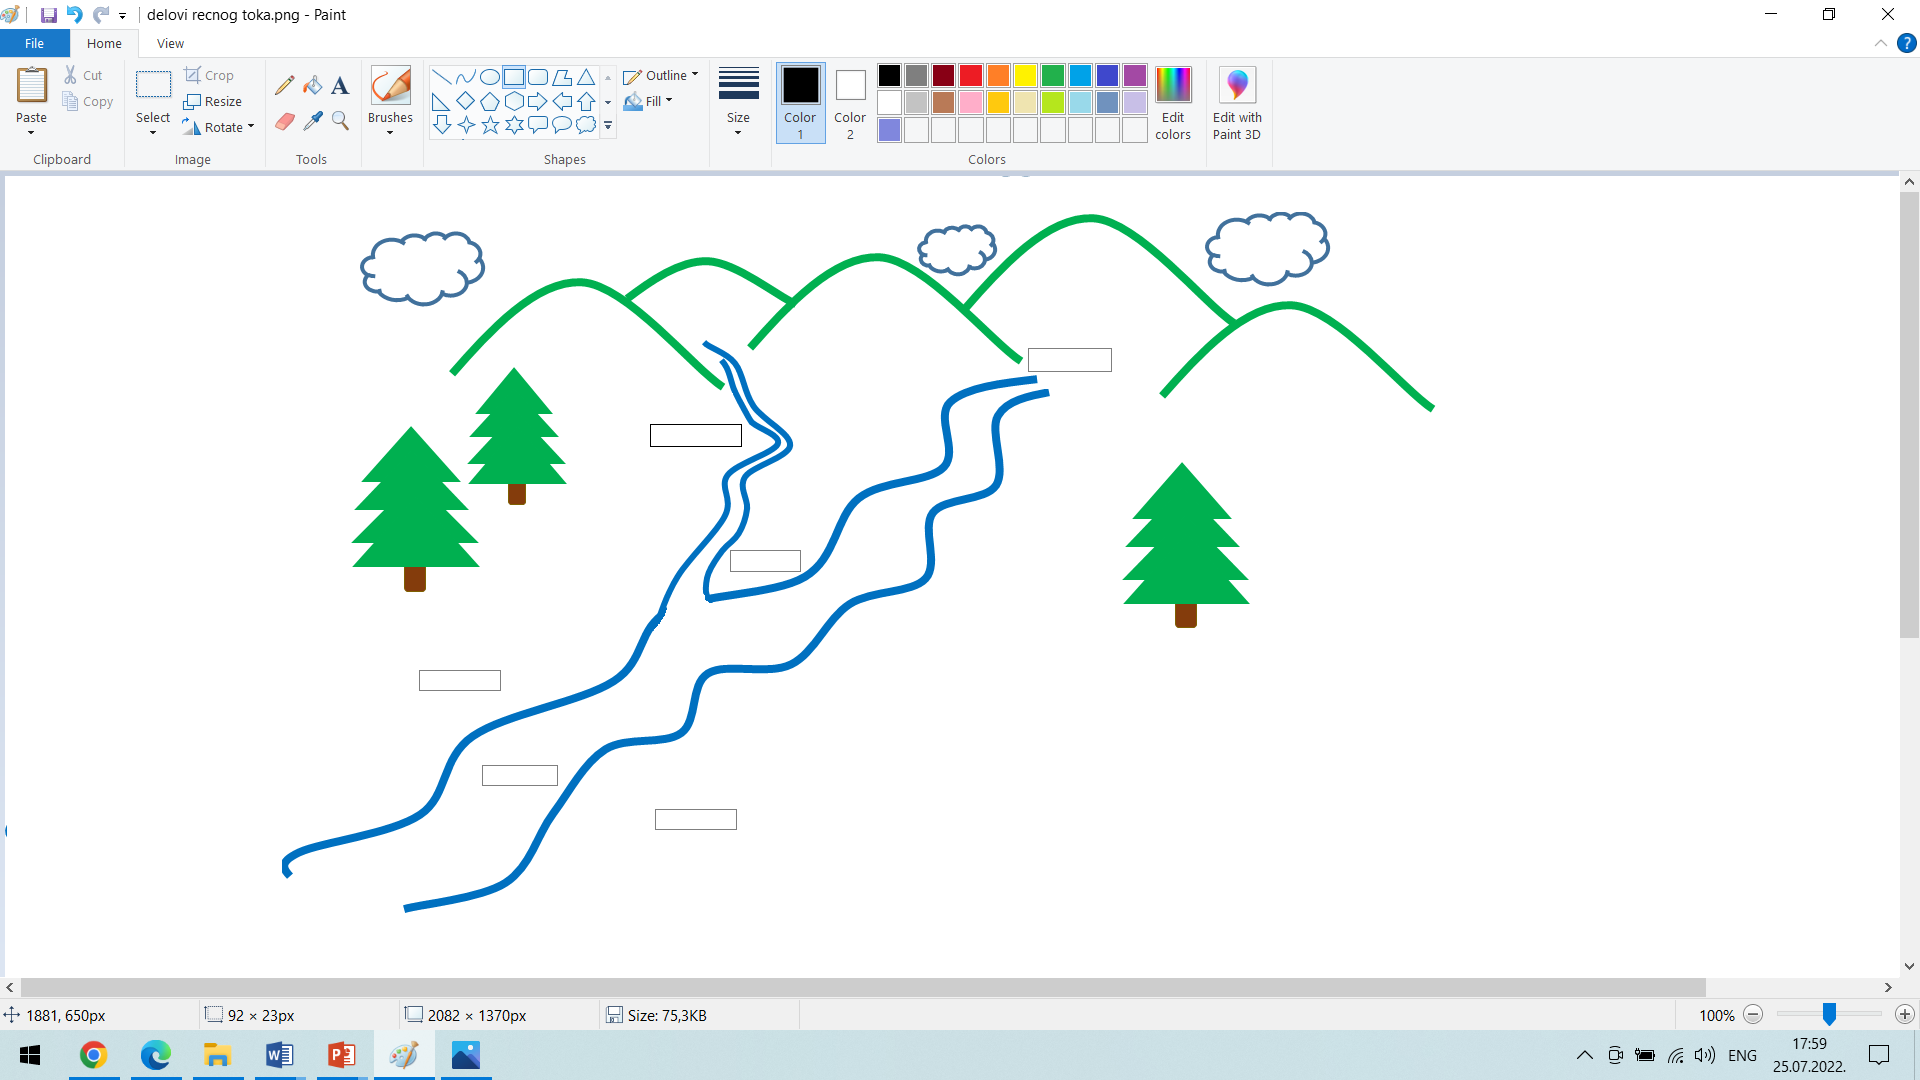 delovi recnog toka.png - Paint
File Home View
Paste
Cut
Copy
Clipboard
Select
Crop
Resize
Rotate
Image
A
Tools
Brushes
Outline
Fill
Shapes
Size
Color 1
Color 2
Edit colors
Colors
Edit with Paint 3D
1881, 650px 92 × 23px 2082 × 1370px Size: 75,3KB 100%
ENG
17:59
25.07.2022.